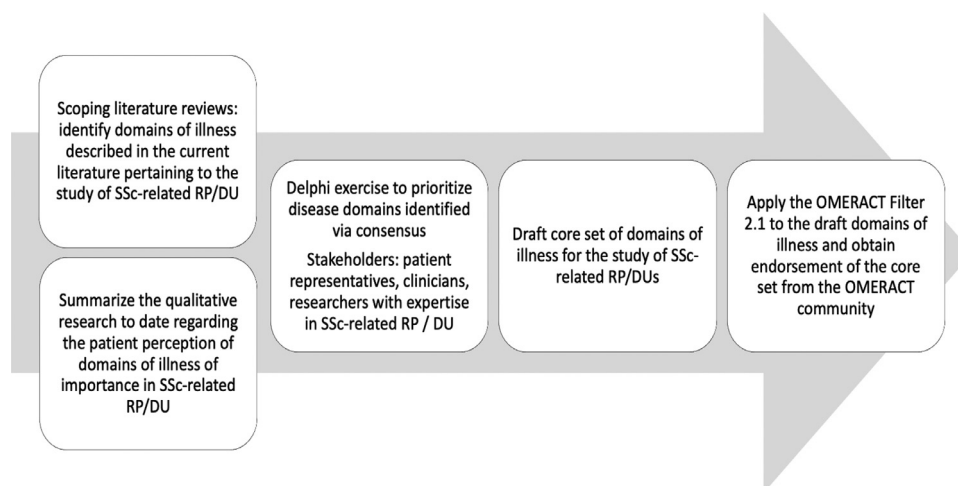 Scoping literature reviews:
identify domains of illness
described in the current
literature pertaining to the
study of SSc-related RP/DU
Summarize the qualitative
research to date regarding
the patient perception of
domains of illness of
importance in SSc-related
RP/DU
Delphi exercise to prioritize
disease domains identified
via consensus
Stakeholders: patient
representatives, clinicians,
researchers with expertise
in SSc-related RP / DU
Draft core set of domains of
illness for the study of SSc-
related RP/DUs
Apply the OMERACT Filter
2.1 to the draft domains of
illness and obtain
endorsement of the core
set from the OMERACT
community